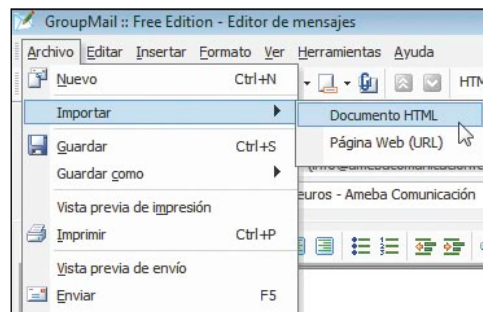 GroupMail :: Free Edition - Editor de mensajes
Archivo Editar Insertar Formato Ver Herramientas Ayuda
Nuevo Ctrl+N
Importar
Documento HTML
Página Web (URL)
Guardar Ctrl+S
Guardar como
euros - Ameba Comunicación
Vista previa de impresión
Imprimir Ctrl+P
Vista previa de envío
Enviar F5